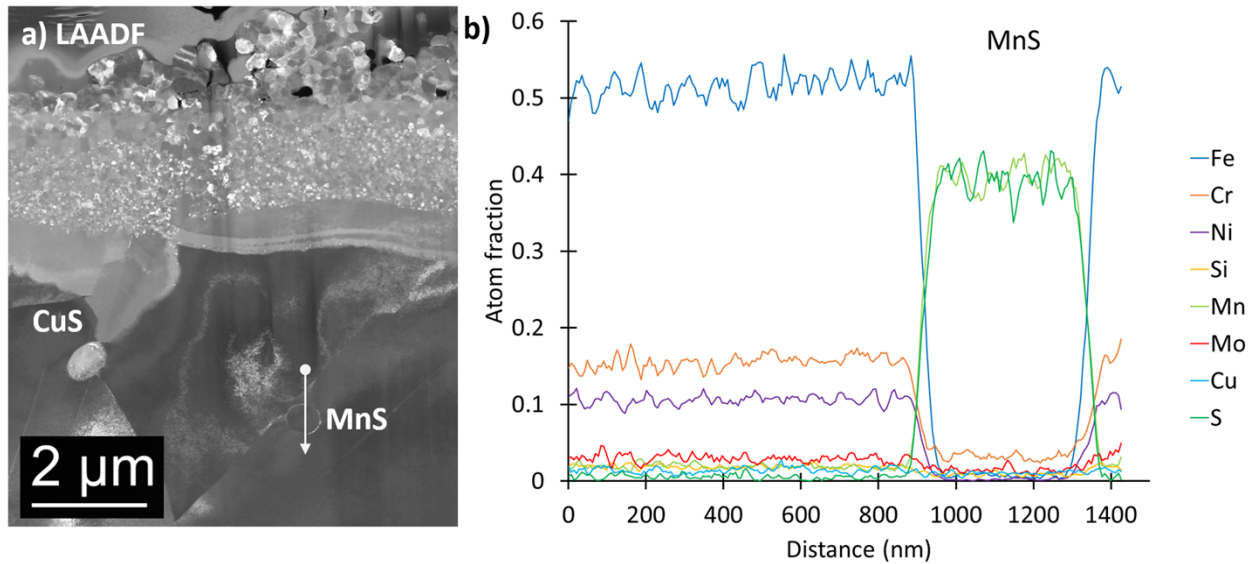 a) LAADF
CuS
MnS
2 µm
b)
MnS
Atom fraction
0.6
0.5
0.4
0.3
0.2
0.1
0
0 200 400 600 800 1000 1200 1400
Distance (nm)
Fe
Cr
Ni
Si
Mn
Mo
Cu
S